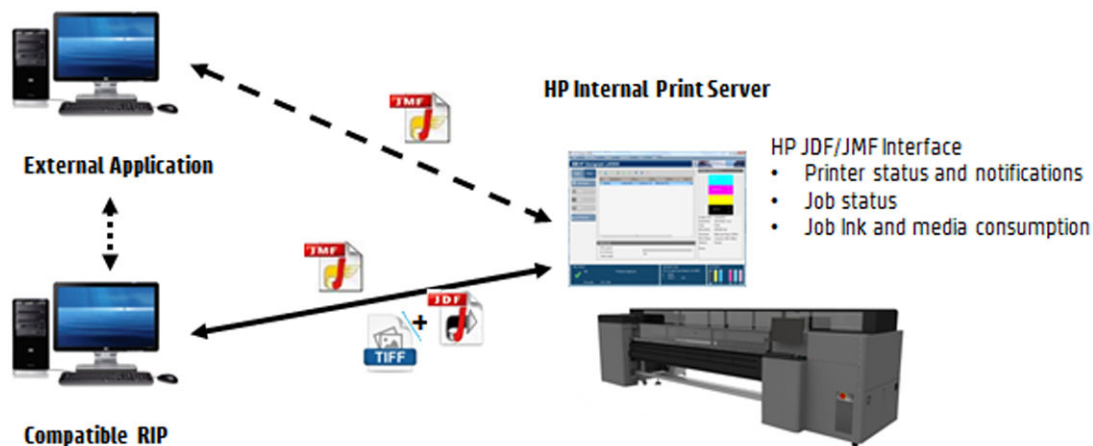 JMF
HP Internal Print Server
External Application
HP JDF/JMF Interface
• Printer status and notifications
• Job status
• Job Ink and media consumption
JMF
JDF
+
TIFF
Compatible RIP